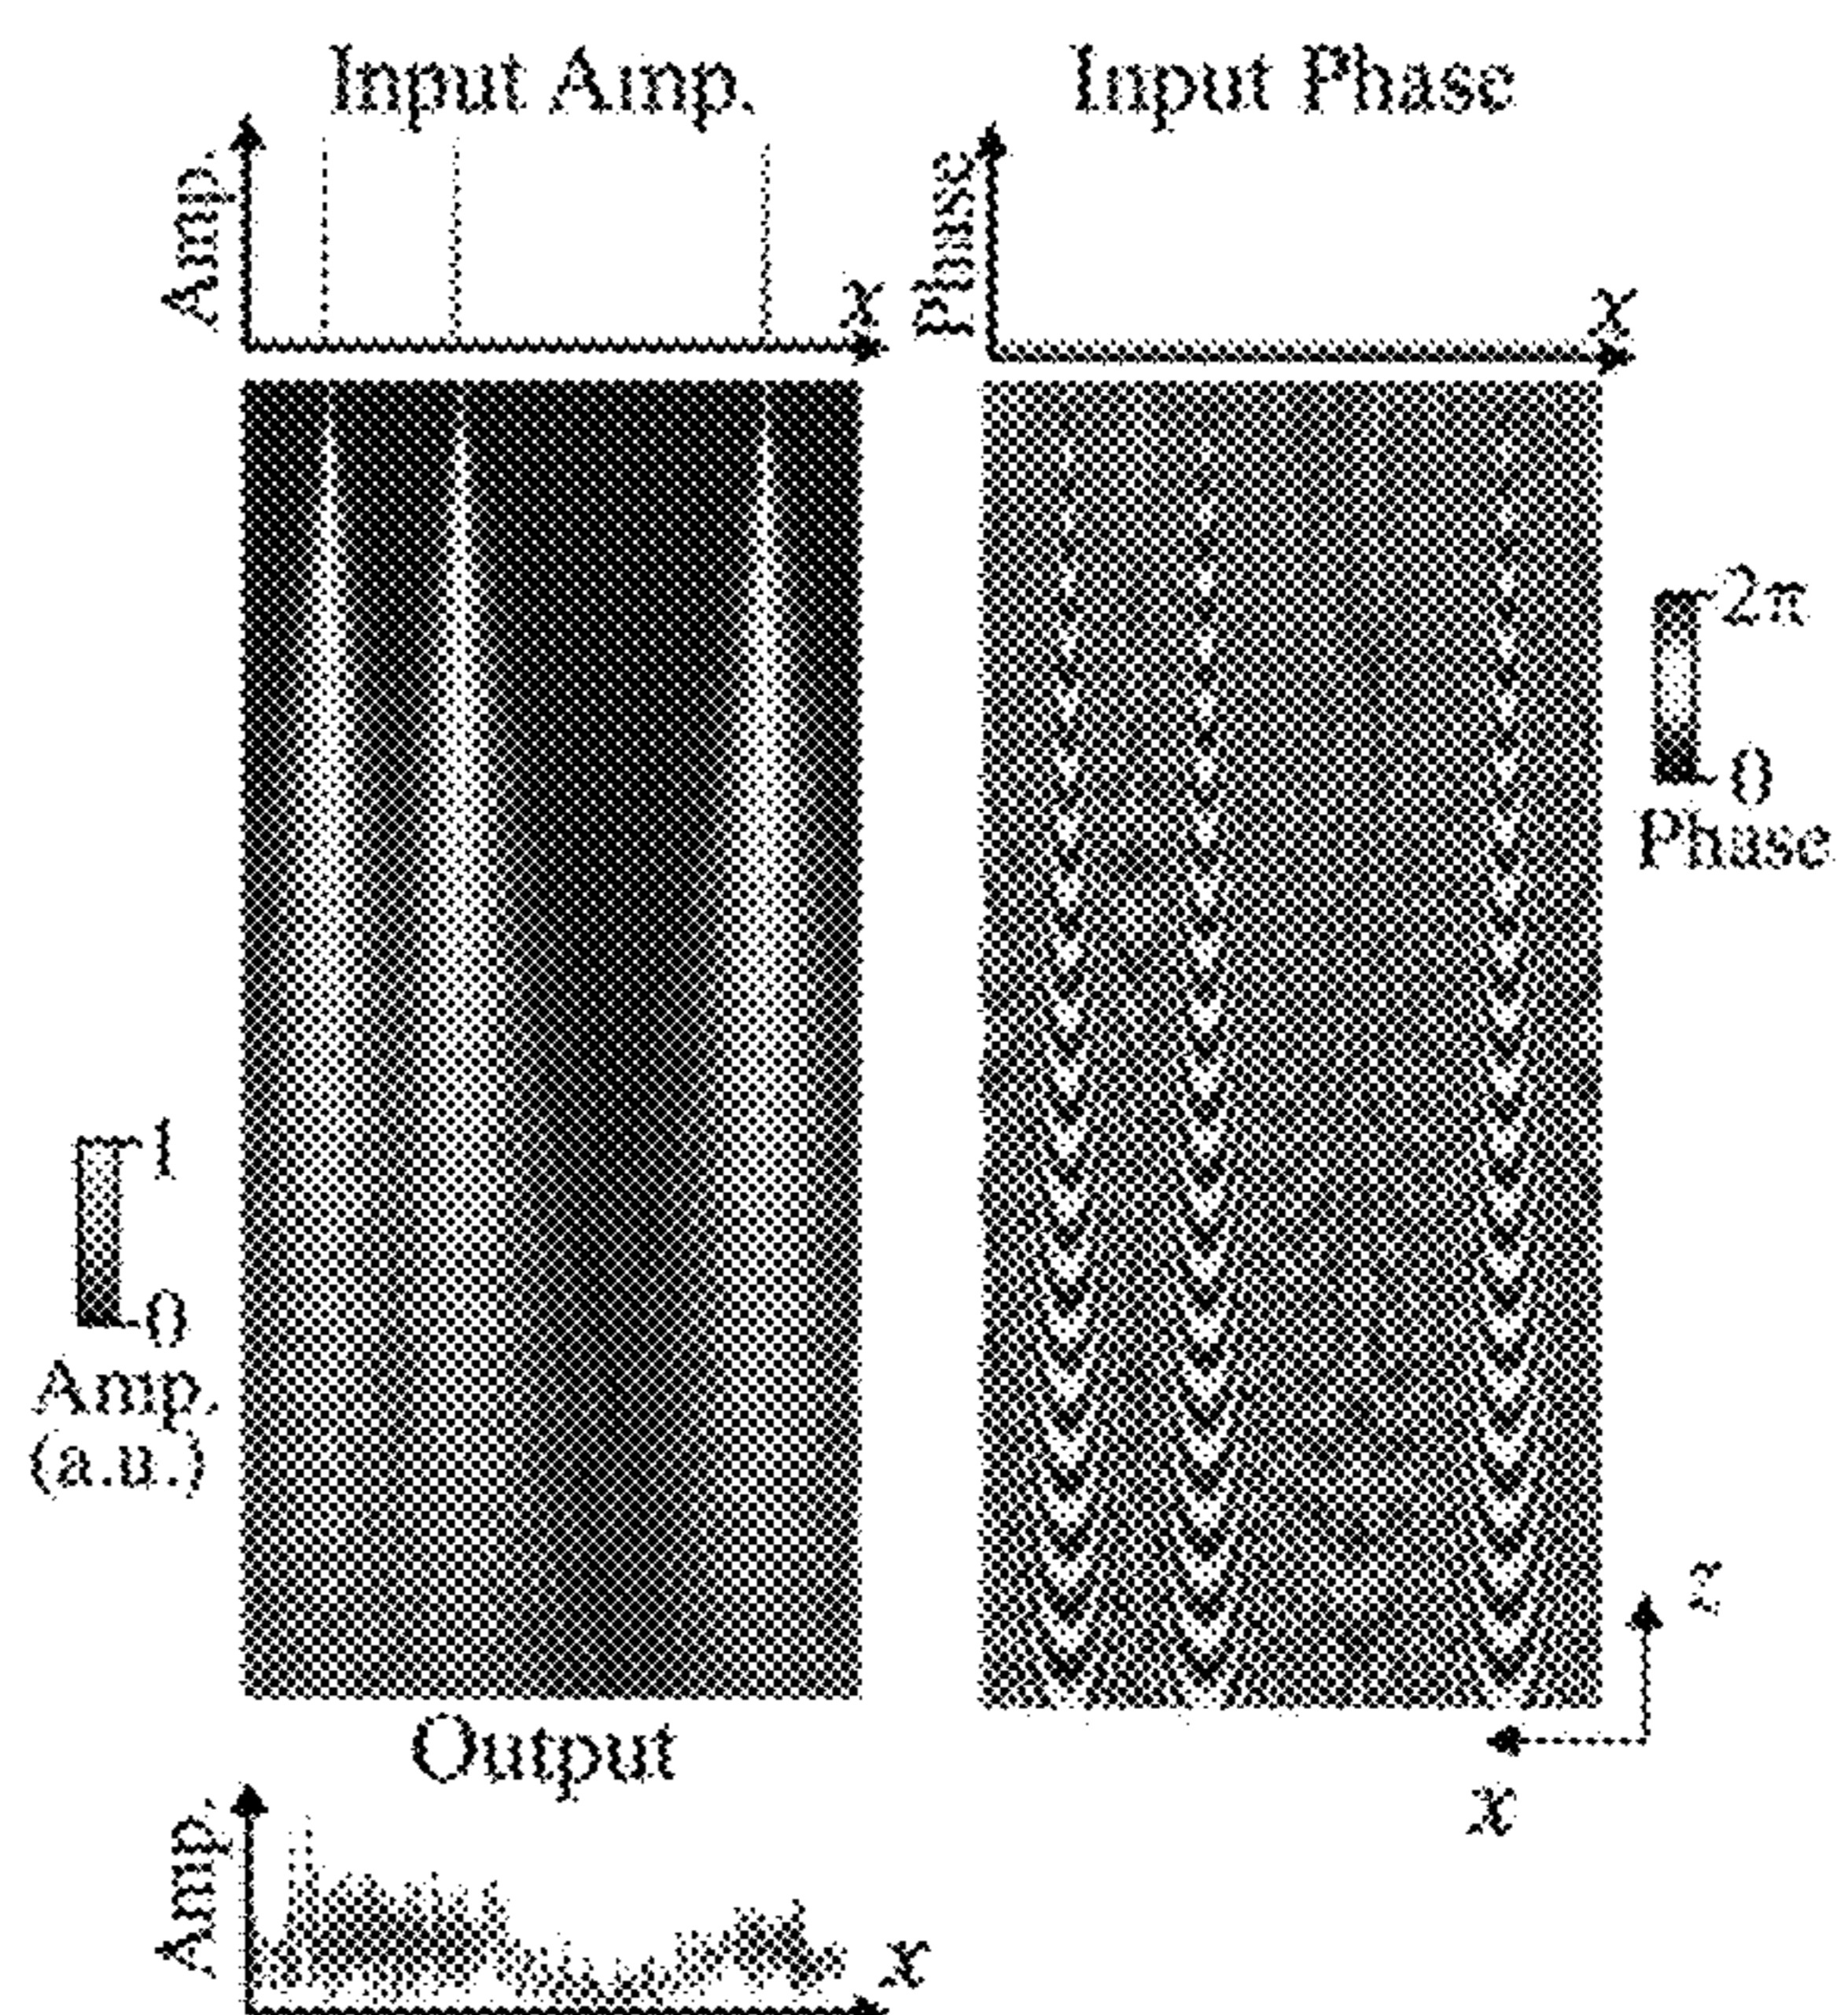 Input Amp.
Input Phase
Amp.
x
Phase
x
2π
0
Phase
1
0
Amp.
(a.u.)
z
x
Output
Amp.
x